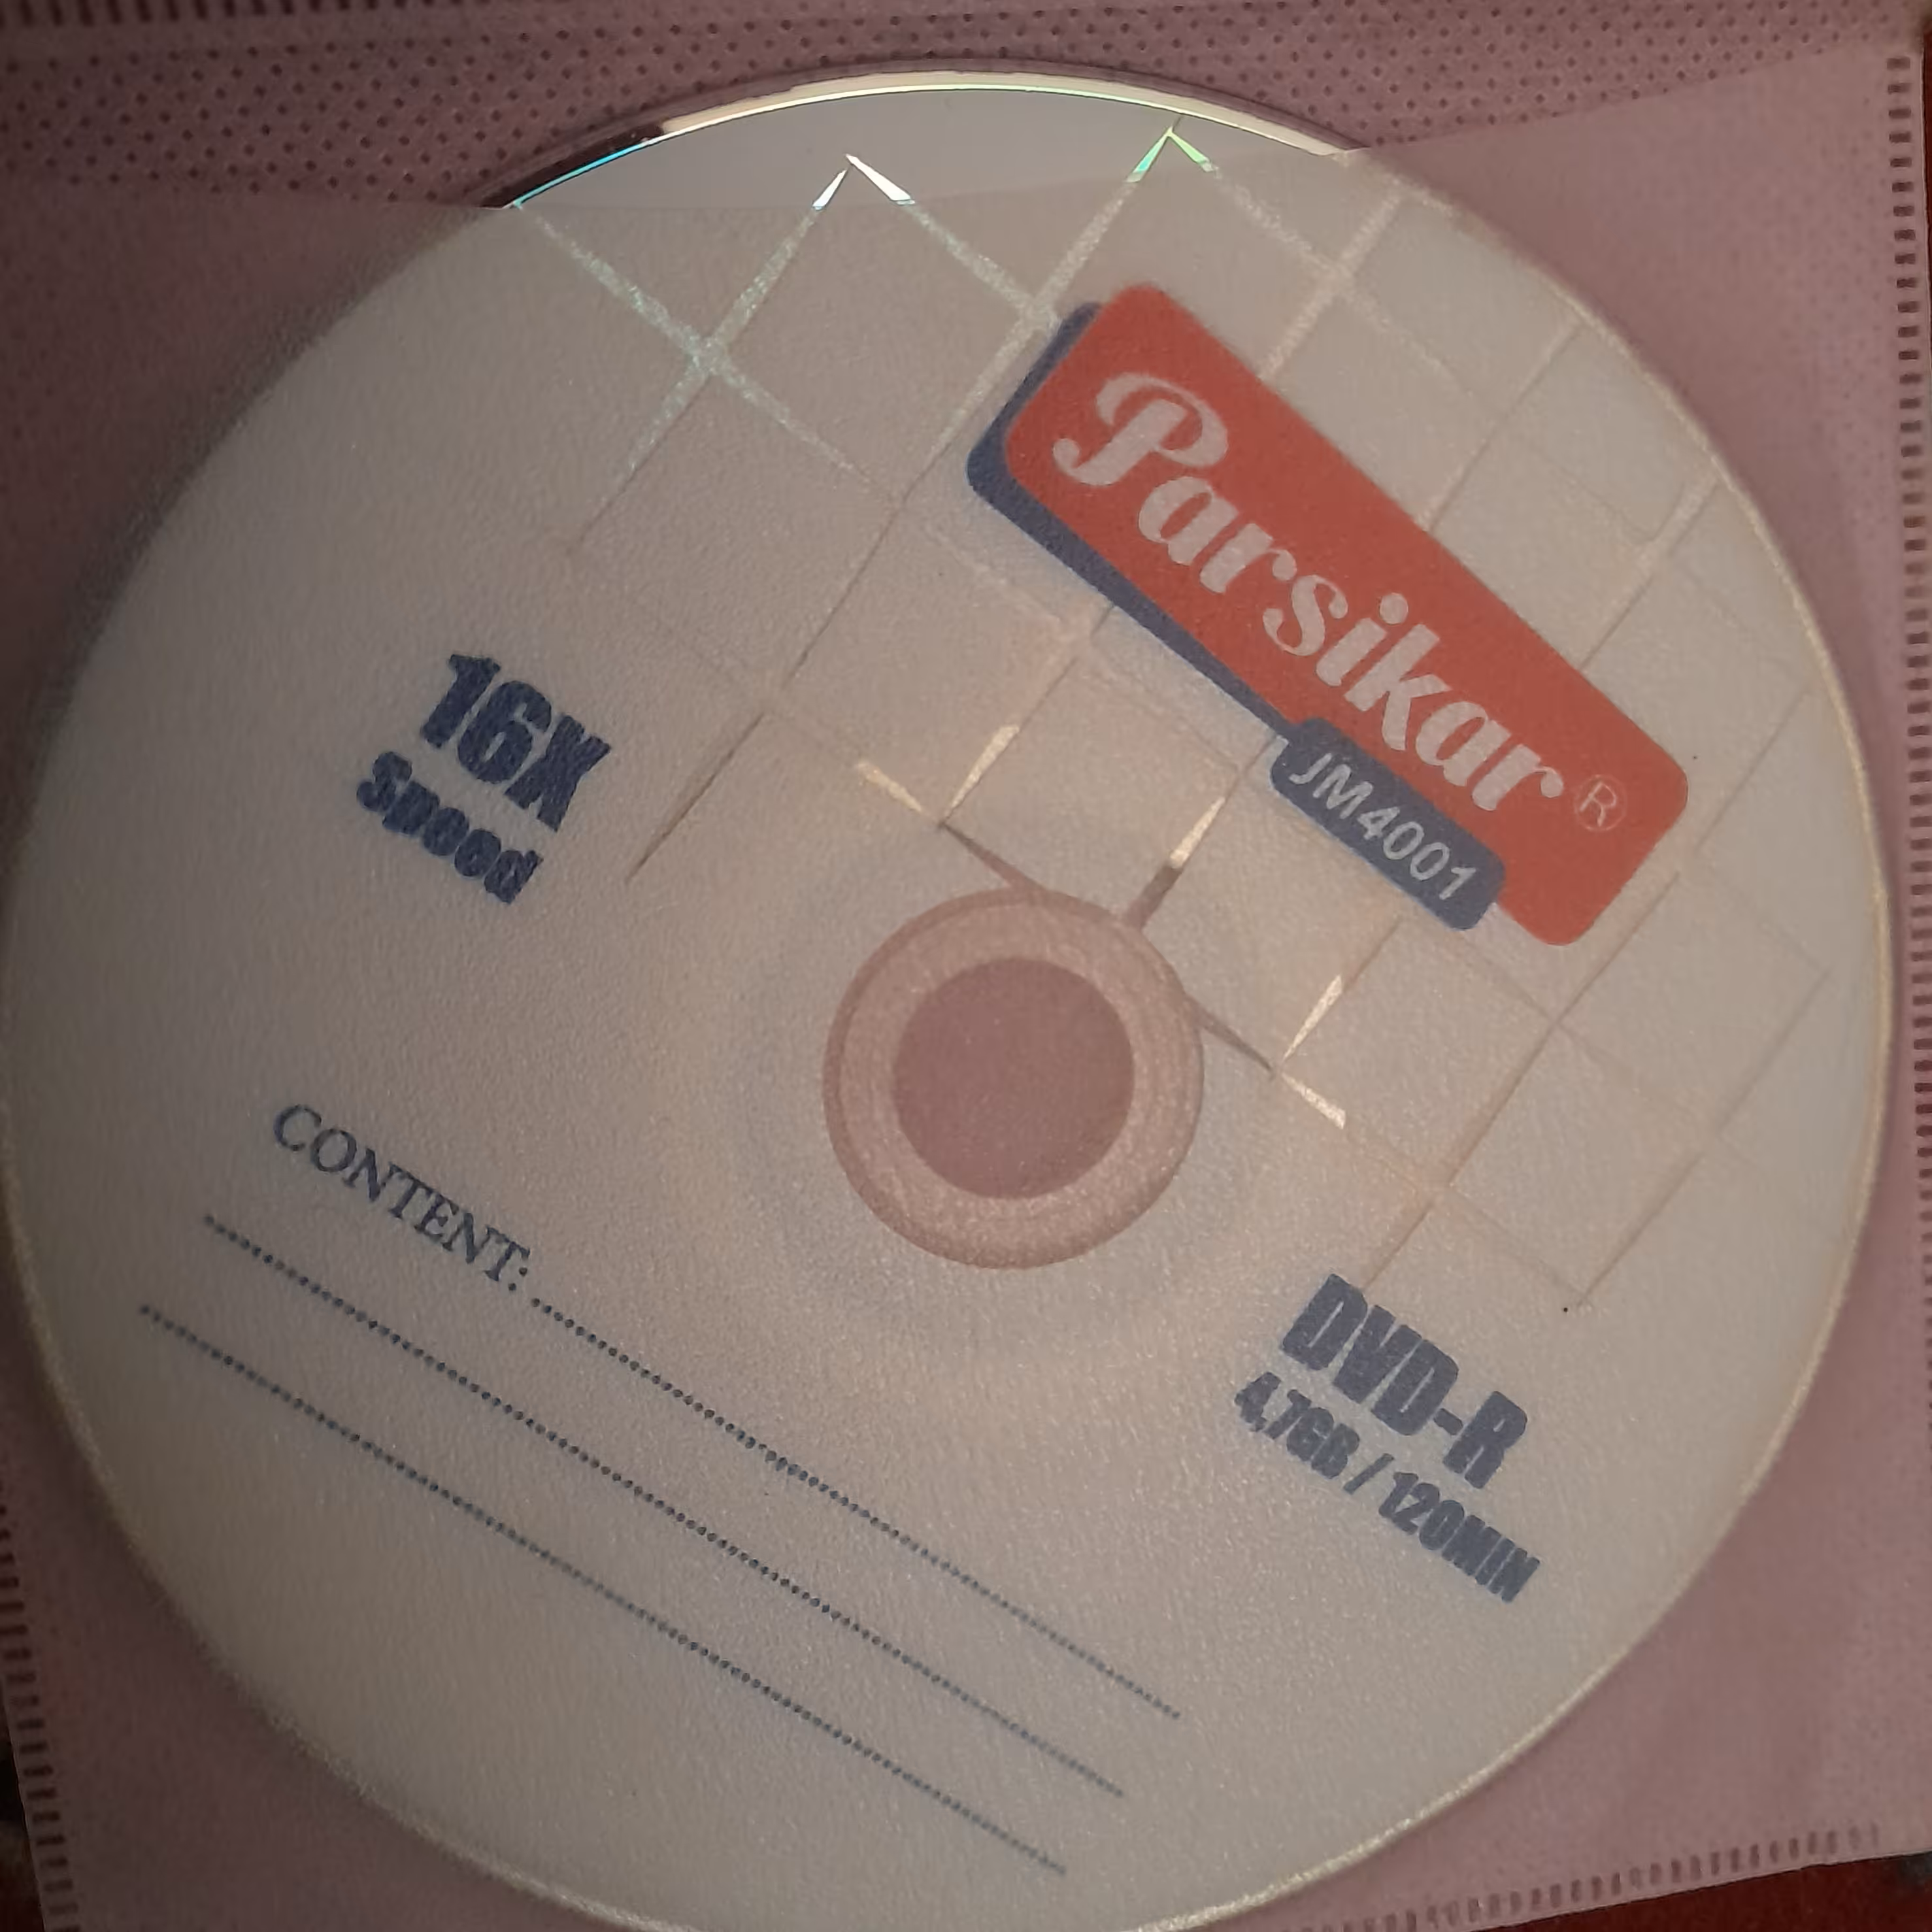 Parsikar®
JM4001
16X
Speed
CONTENT: ..............................
..............................
..............................
DVD-R
4,7GB / 120MIN